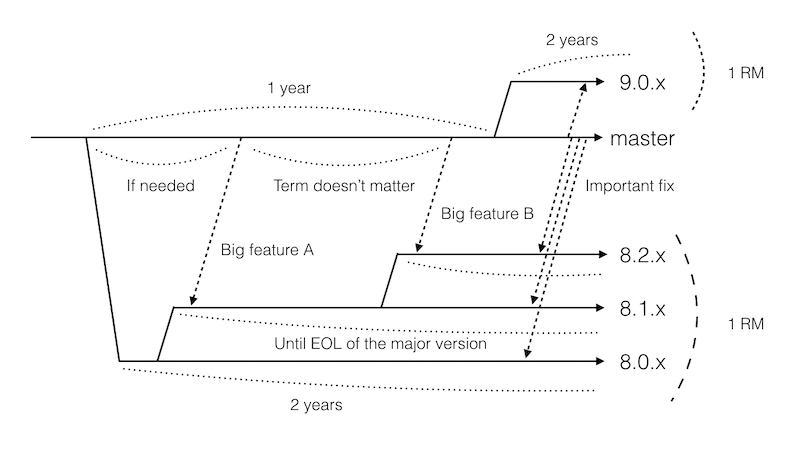 2 years
1 RM
9.0.x
1 year
master
If needed
Term doesn't matter
Important fix
Big feature B
Big feature A
8.2.x
8.1.x
1 RM
Until EOL of the major version
8.0.x
2 years